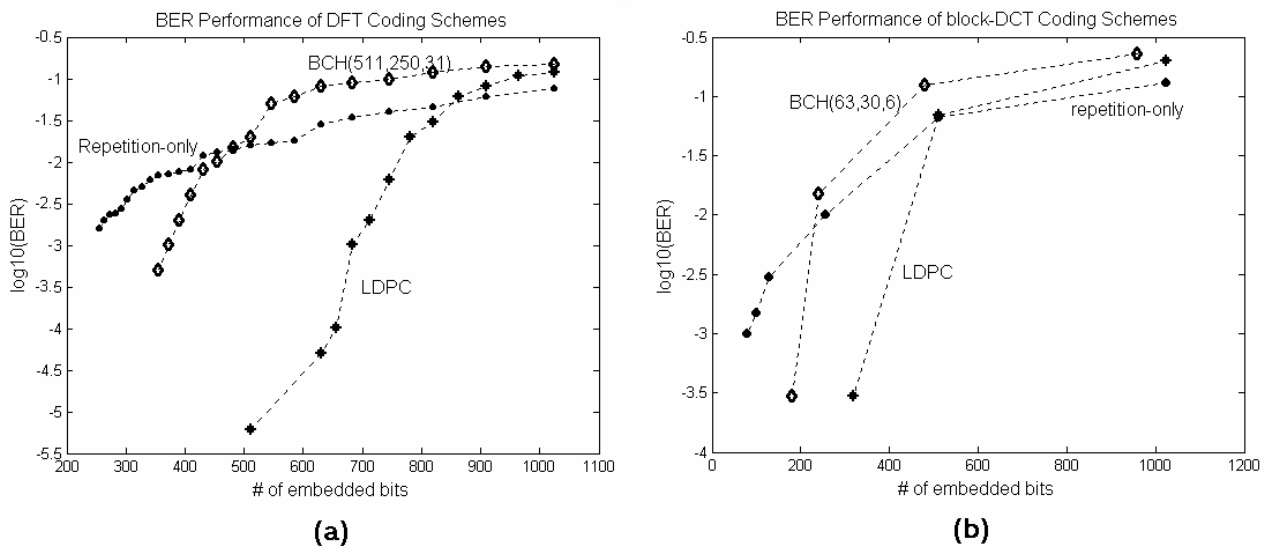 BER Performance of DFT Coding Schemes
-0.5
-1
-1.5
-2
-2.5
-3
-3.5
-4
-4.5
-5
-5.5
log10(BER)
BCH(511,250,31)
Repetition-only
LDPC
200 300 400 500 600 700 800 900 1000 1100
# of embedded bits
(a)
BER Performance of block-DCT Coding Schemes
-0.5
-1
-1.5
-2
-2.5
-3
-3.5
-4
log10(BER)
BCH(63,30,6)
repetition-only
LDPC
0 200 400 600 800 1000 1200
# of embedded bits
(b)